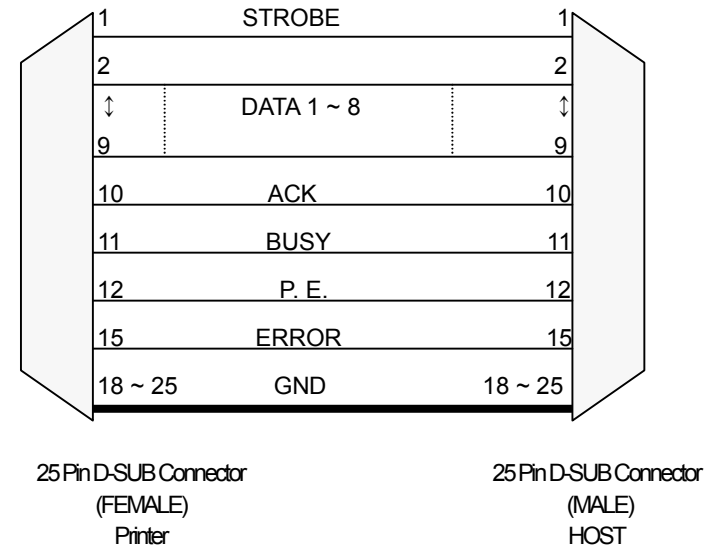 1 STROBE 1
2 2
↕ DATA 1 ~ 8 ↕
9 9
10 ACK 10
11 BUSY 11
12 P. E. 12
15 ERROR 15
18 ~ 25 GND 18 ~ 25
25 Pin D-SUB Connector 25 Pin D-SUB Connector
(FEMALE) (MALE)
Printer HOST